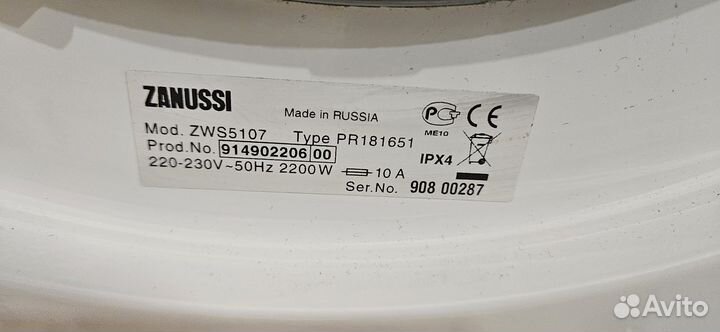 ZANUSSI
Made in RUSSIA
Mod. ZWS5107 Type PR181651
Prod.No. 914902206 00
220-230V~50Hz 2200W 10 A
Ser.No. 908 00287
РС CE
ME10
IPX4
Avito